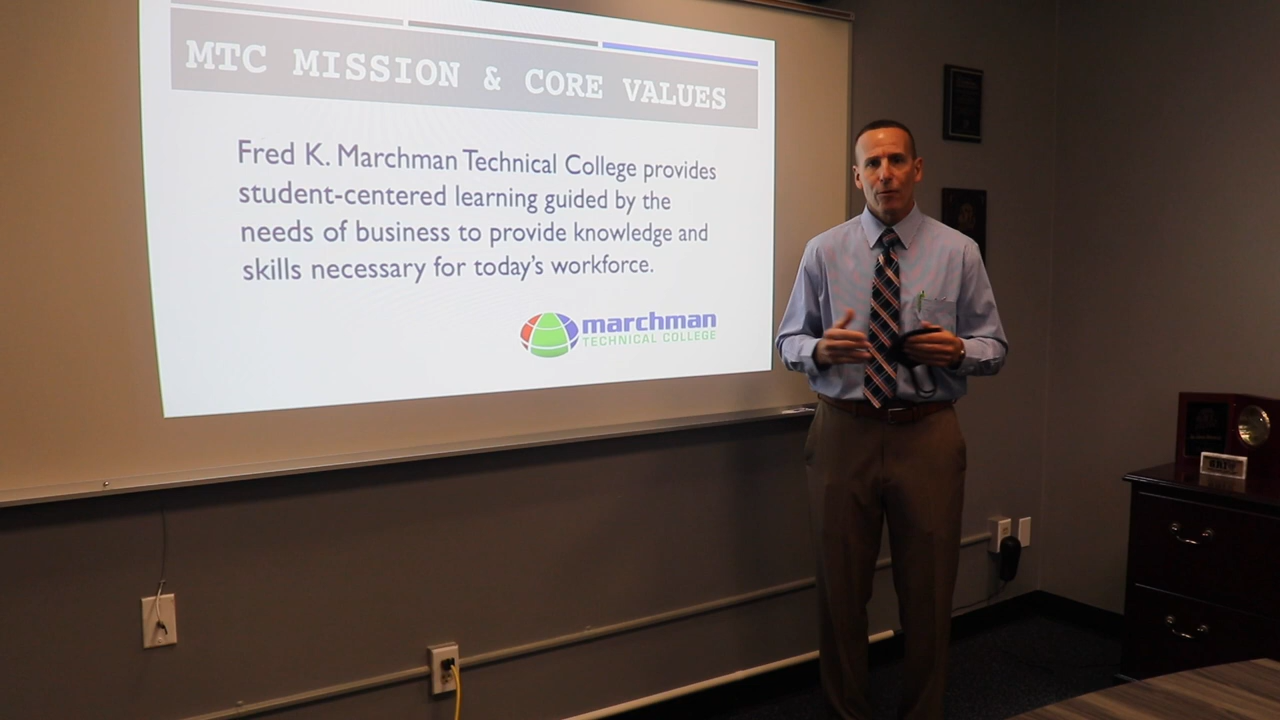 MTC MISSION & CORE VALUES
Fred K. Marchman Technical College provides
student-centered learning guided by the
needs of business to provide knowledge and
skills necessary for today's workforce.
marchman
TECHNICAL COLLEGE